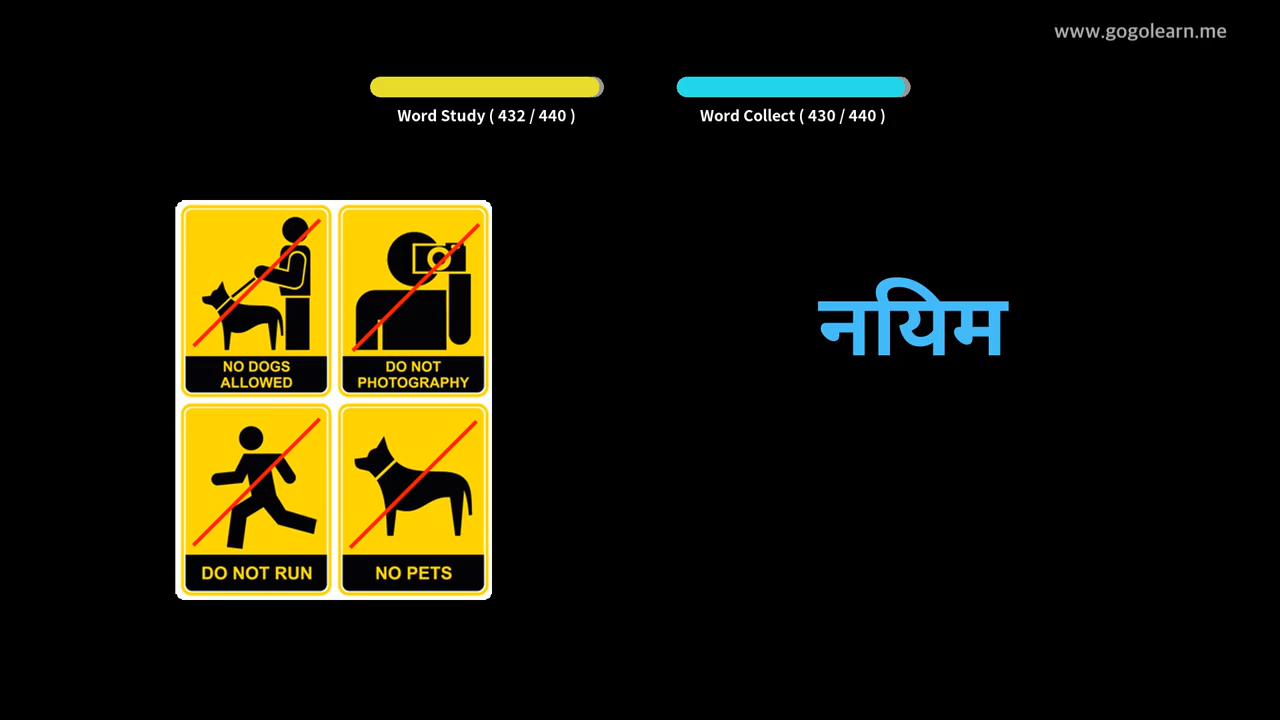 www.gogolearn.me
Word Study ( 432 / 440 )
Word Collect ( 430 / 440 )
NO DOGS
ALLOWED
DO NOT
PHOTOGRAPHY
नयिम
DO NOT RUN
NO PETS